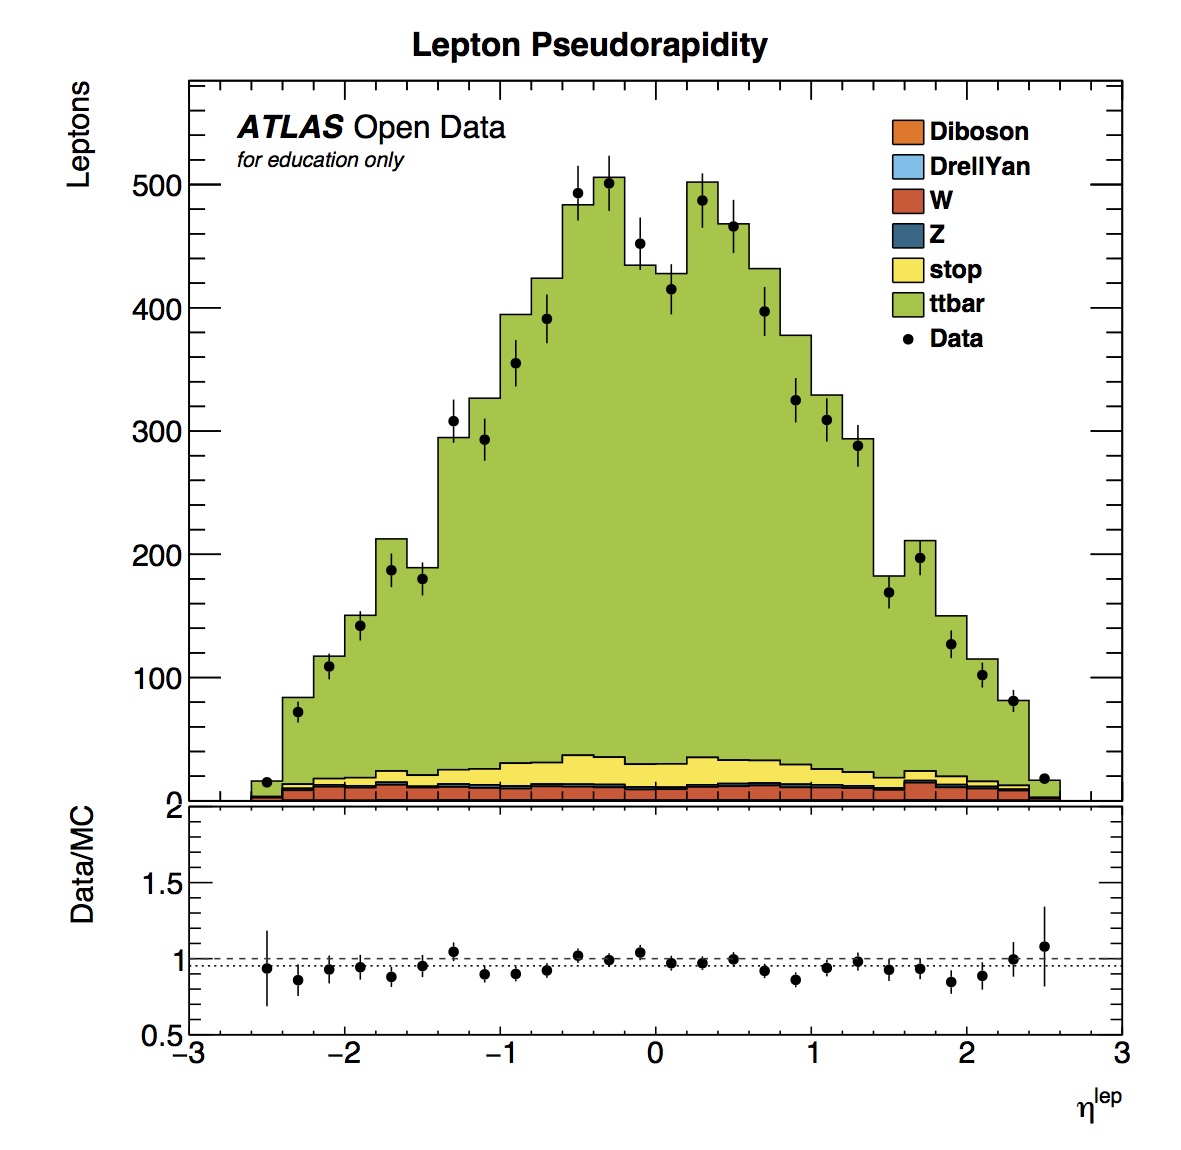 Lepton Pseudorapidity
Leptons
ATLAS Open Data
for education only
Diboson
DrellYan
W
Z
stop
ttbar
Data
500
400
300
200
100
0
Data/MC
2
1.5
1
0.5
−3 −2 −1 0 1 2 3
η^lep